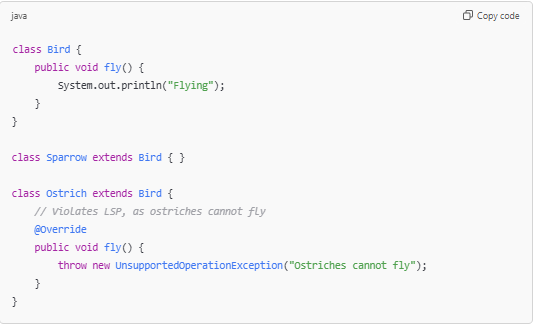 java
Copy code
class Bird {
    public void fly() {
        System.out.println("Flying");
    }
}
class Sparrow extends Bird { }
class Ostrich extends Bird {
    // Violates LSP, as ostriches cannot fly
    @Override
    public void fly() {
        throw new UnsupportedOperationException("Ostriches cannot fly");
    }
}